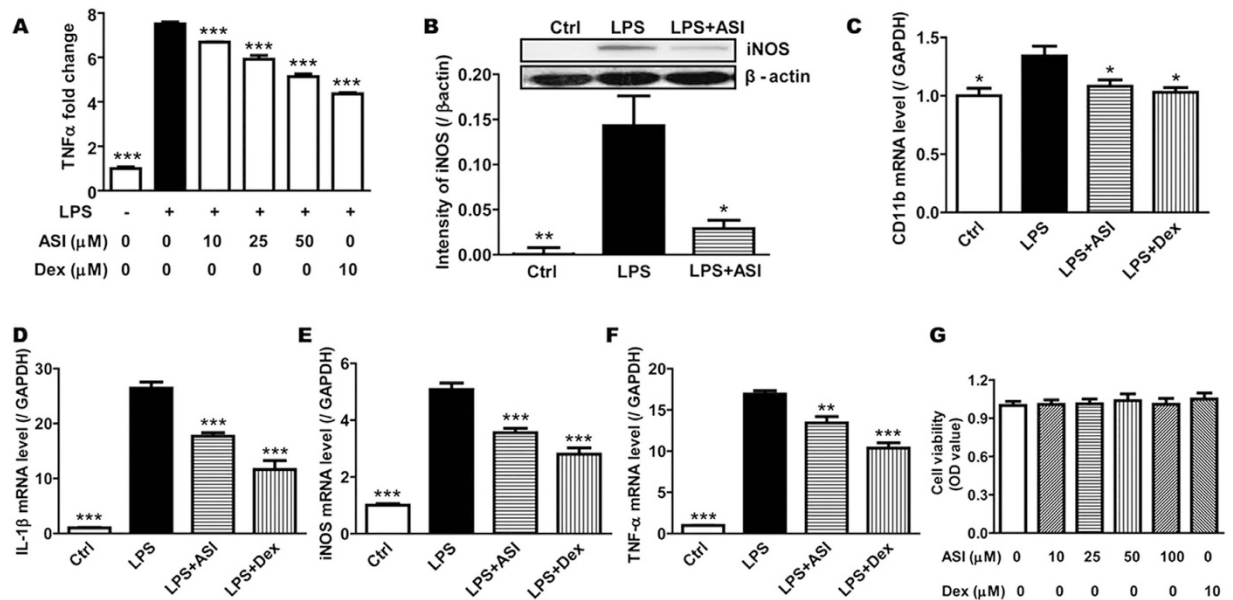 A
TNFα fold change
8
6
4
2
0
***
***
***
***
***
LPS - + + + + +
ASI (μM) 0 0 10 25 50 0
Dex (μM) 0 0 0 0 0 10
B
Ctrl LPS LPS+ASI
iNOS
β - actin
Intensity of iNOS (/ β-actin)
0.20
0.15
0.10
0.05
0.00
**
*
Ctrl LPS LPS+ASI
C
CD11b mRNA level (/ GAPDH)
1.5
1.0
0.5
0.0
*
*
*
Ctrl LPS LPS+ASI LPS+Dex
D
IL-1β mRNA level (/ GAPDH)
30
20
10
0
***
***
***
Ctrl LPS LPS+ASI LPS+Dex
E
iNOS mRNA level (/ GAPDH)
6
4
2
0
***
***
***
Ctrl LPS LPS+ASI LPS+Dex
F
TNF-α mRNA level (/ GAPDH)
20
15
10
5
0
***
**
***
Ctrl LPS LPS+ASI LPS+Dex
G
Cell viability
(OD value)
1.2
0.9
0.6
0.3
0.0
ASI (μM) 0 10 25 50 100 0
Dex (μM) 0 0 0 0 0 10